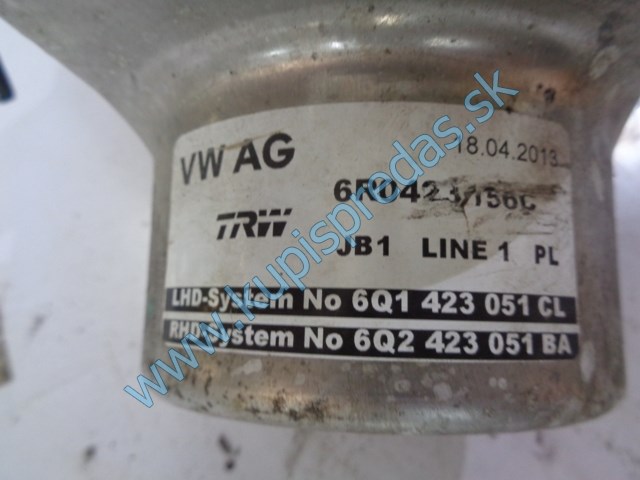 VW AG
18.04.2013
TRW
JB1 LINE 1 PL
LHD-System No 6Q1 423 051 CL
RHD-System No 6Q2 423 051 BA
www.kupispredas.sk